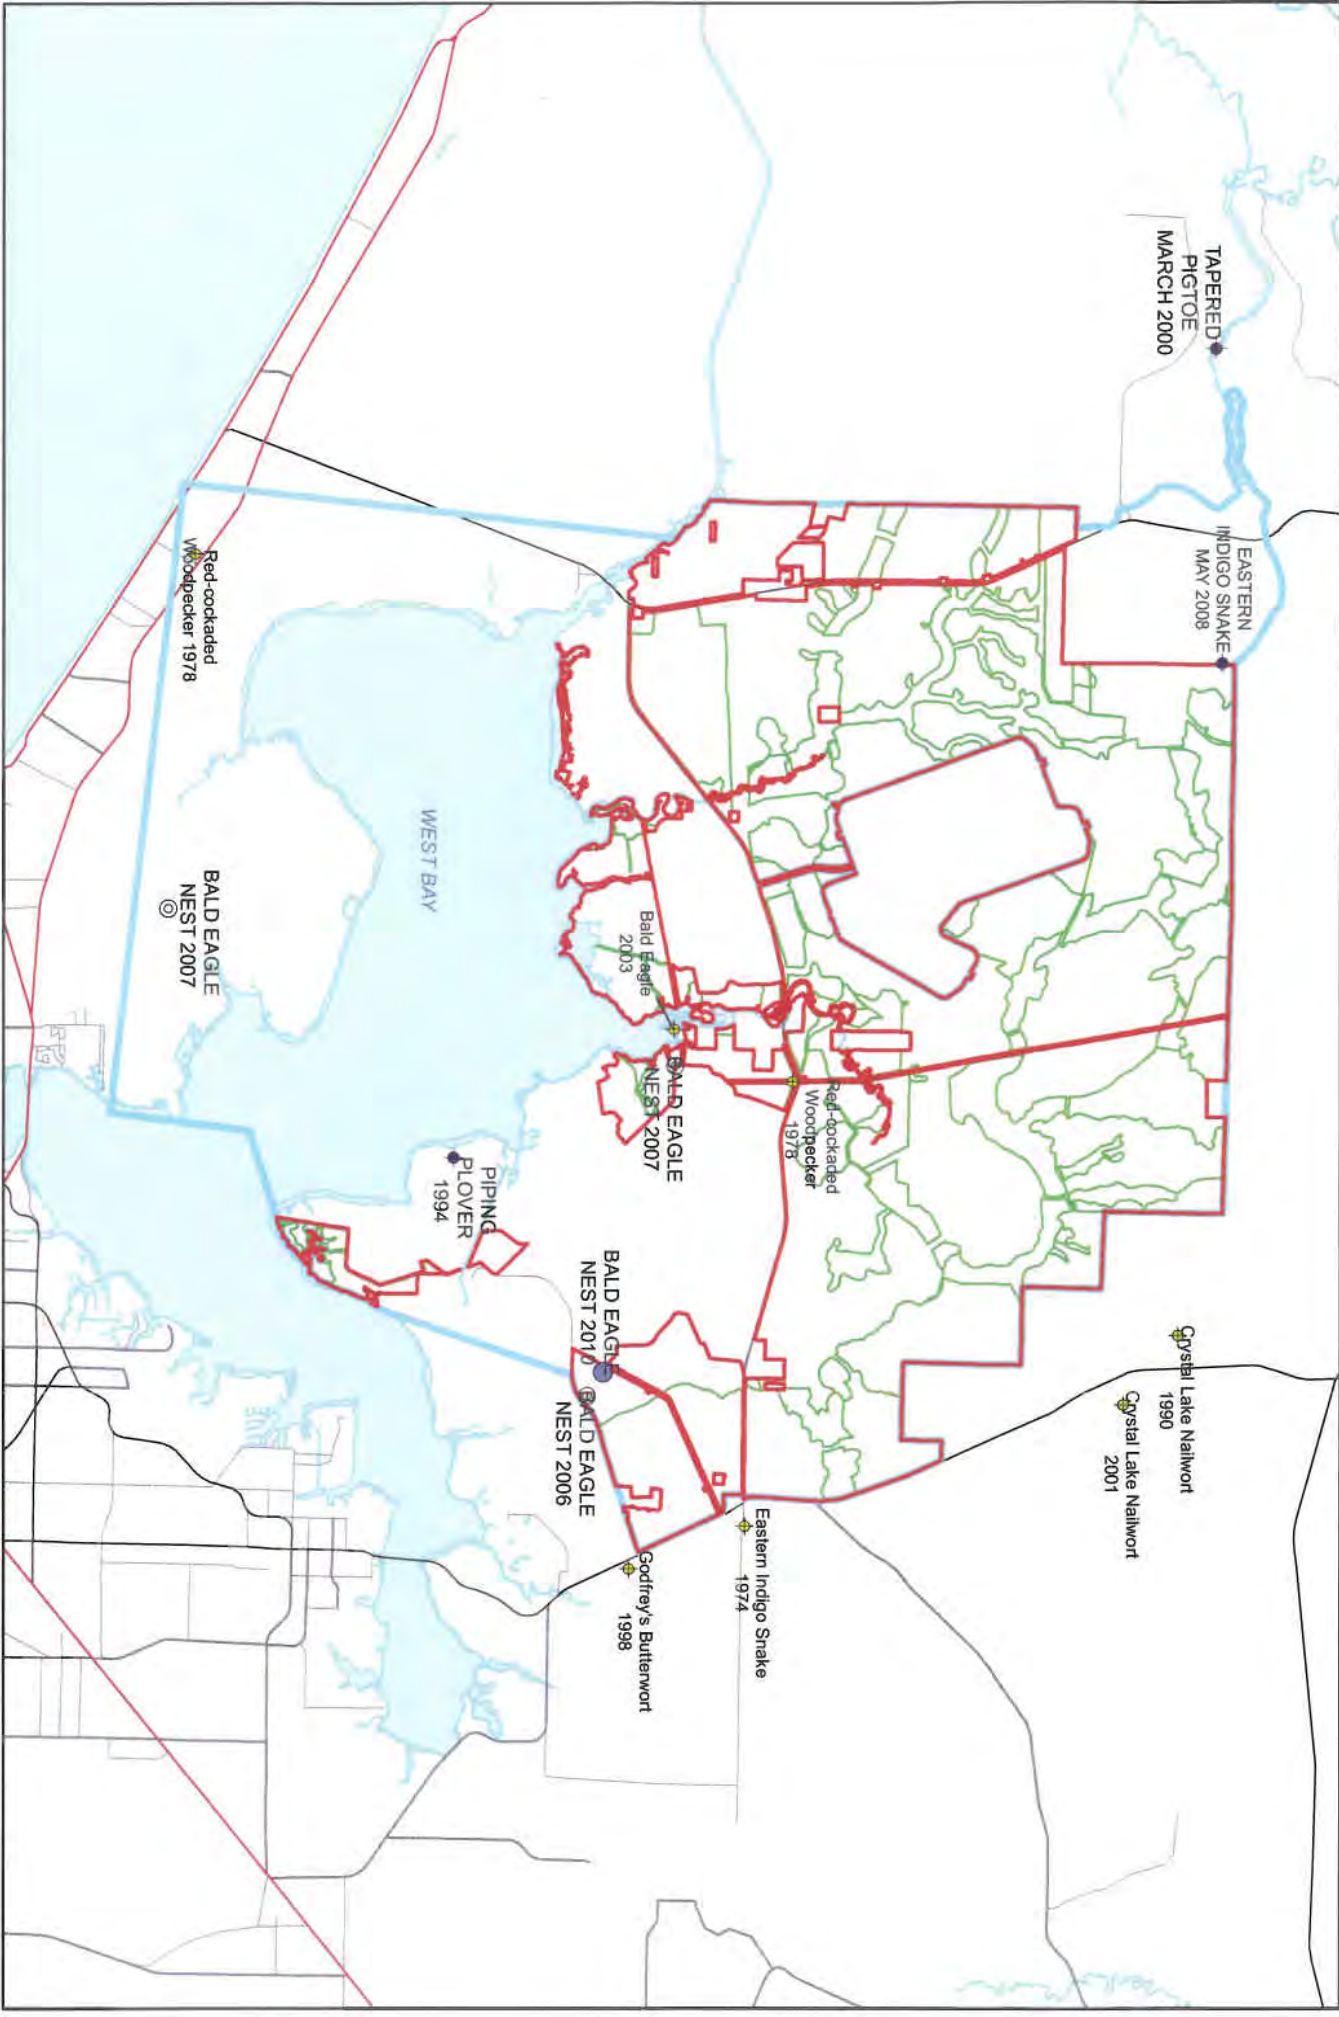 TAPERED
PIGTOE
MARCH 2000
EASTERN
INDIGO SNAKE
MAY 2008
Crystal Lake Nailwort
1990
Crystal Lake Nailwort
2001
Red-cockaded
Woodpecker
1978
Eastern Indigo Snake
1974
Bald Eagle
2003
BALD EAGLE
NEST 2007
BALD EAGLE
NEST 2010
BALD EAGLE
NEST 2006
Godfrey's Butterwort
1998
PIPING
PLOVER
1994
WEST BAY
Red-cockaded
Woodpecker 1978
BALD EAGLE
NEST 2007